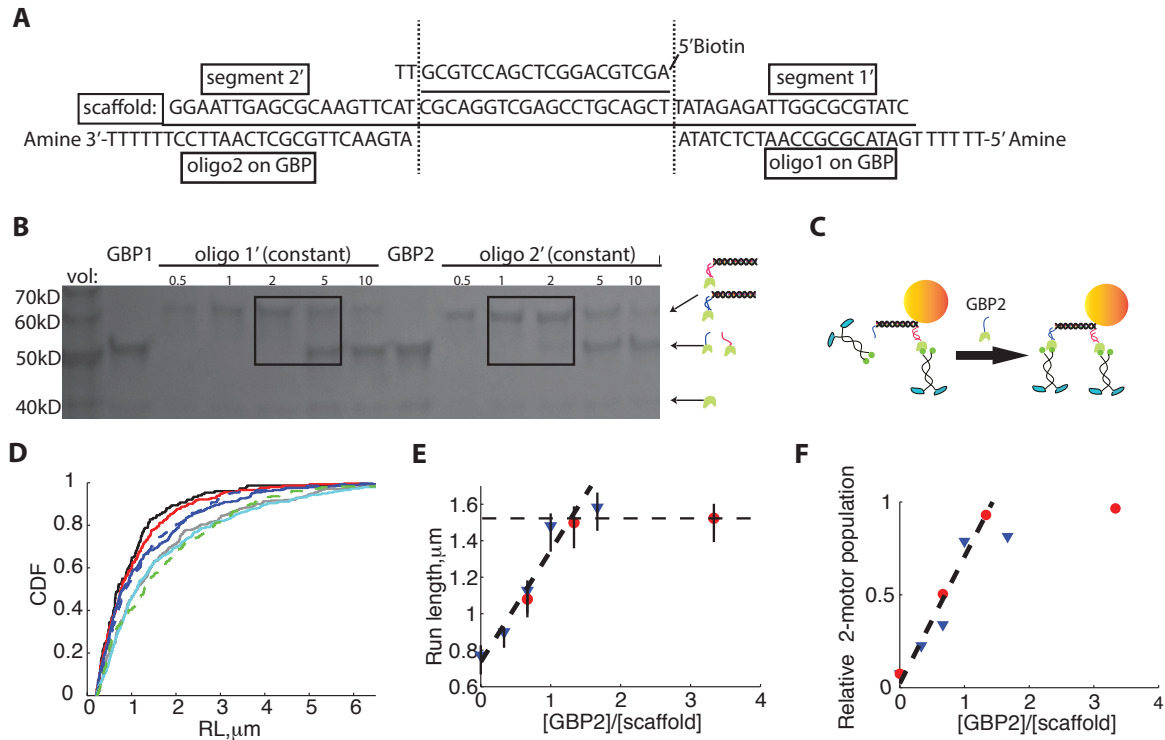 A
5'Biotin
TT GCGTCCAGCTCGGACGTCGA
segment 2' segment 1'
scaffold: GGAATTGAGCGCAAGTTCAT CGCAGGTCGAGCCTGCAGCT TATAGAGATTGGCGCGTATC
Amine 3'-TTTTTTCCTTAACTCGCGTTCAAGTA ATATCTCTAACCGCGCATAGT TTTT TT-5' Amine
oligo2 on GBP oligo1 on GBP
B
GBP1 oligo 1' (constant) GBP2 oligo 2' (constant)
vol: 0.5 1 2 5 10 0.5 1 2 5 10
70kD
60kD
50kD
40kD
C
GBP2
D
CDF
1
0.8
0.6
0.4
0.2
0
0 1 2 3 4 5 6
RL,μm
E
Run length,μm
1.4
1.6
1.2
1
0.8
0.6
0 1 2 3 4
[GBP2]/[scaffold]
F
Relative 2-motor population
1
0.5
0
0 1 2 3 4
[GBP2]/[scaffold]